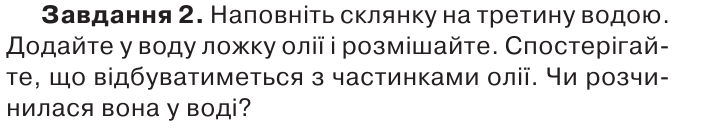 Завдання 2. Наповніть склянку на третину водою.
Додайте у воду ложку олії і розмішайте. Спостерігай-
те, що відбуватиметься з частинками олії. Чи розчи-
нилася вона у воді?